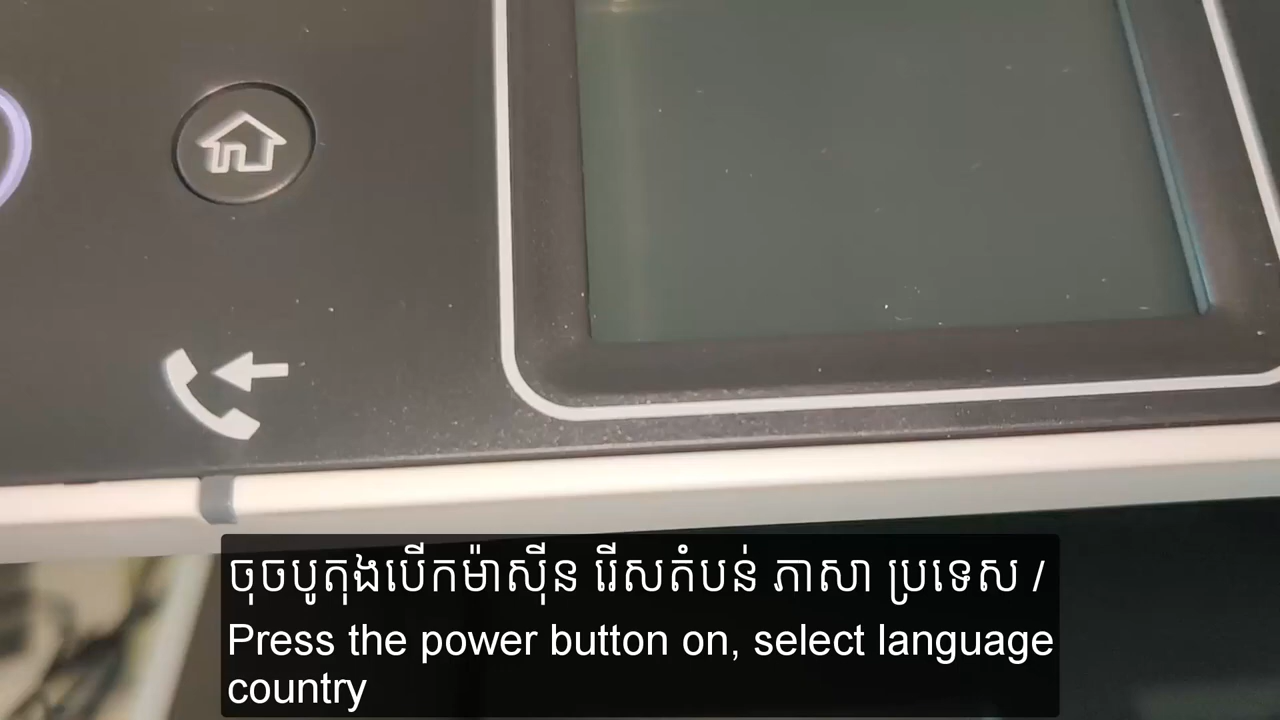 ចុចបូតុងបើកម៉ាស៊ីន រើសតំបន់ ភាសា ប្រទេស /
Press the power button on, select language
country